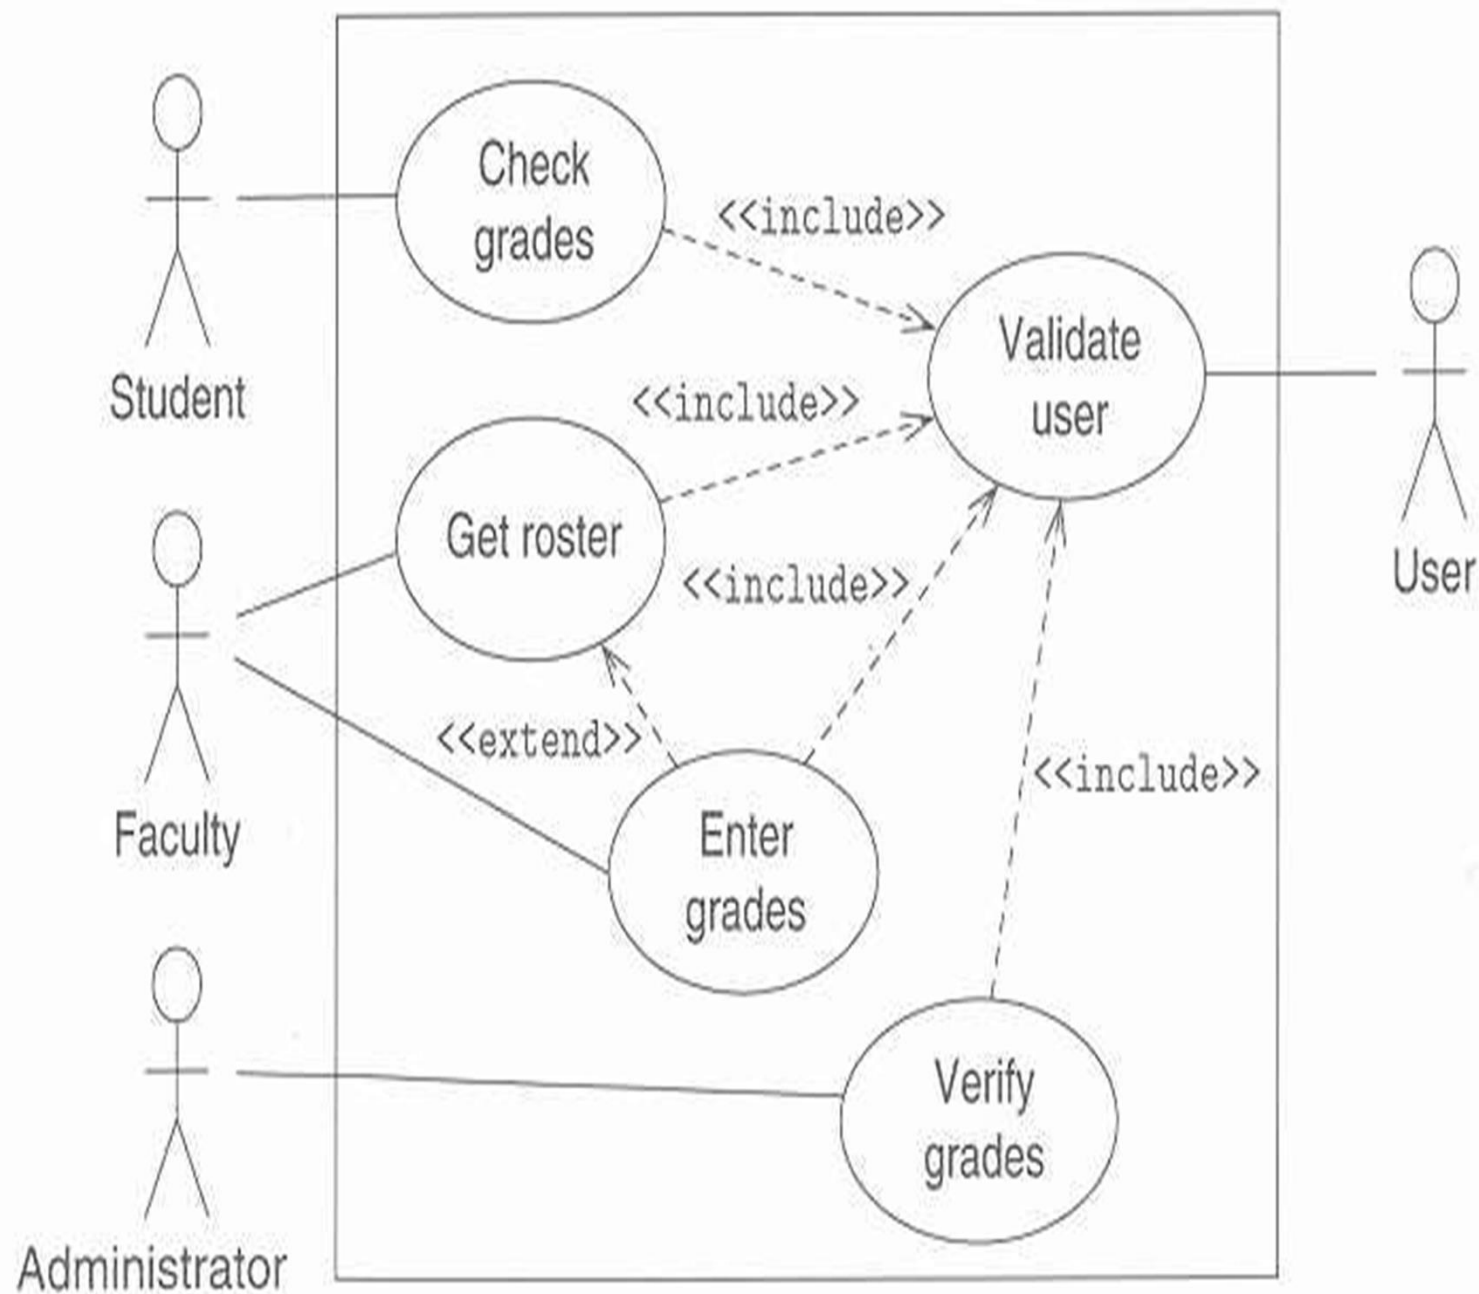 Check
grades
<<include>>
Student
Validate
user
<<include>>
Get roster
User
<<include>>
<<extend>>
<<include>>
Faculty
Enter
grades
Verify
grades
Administrator